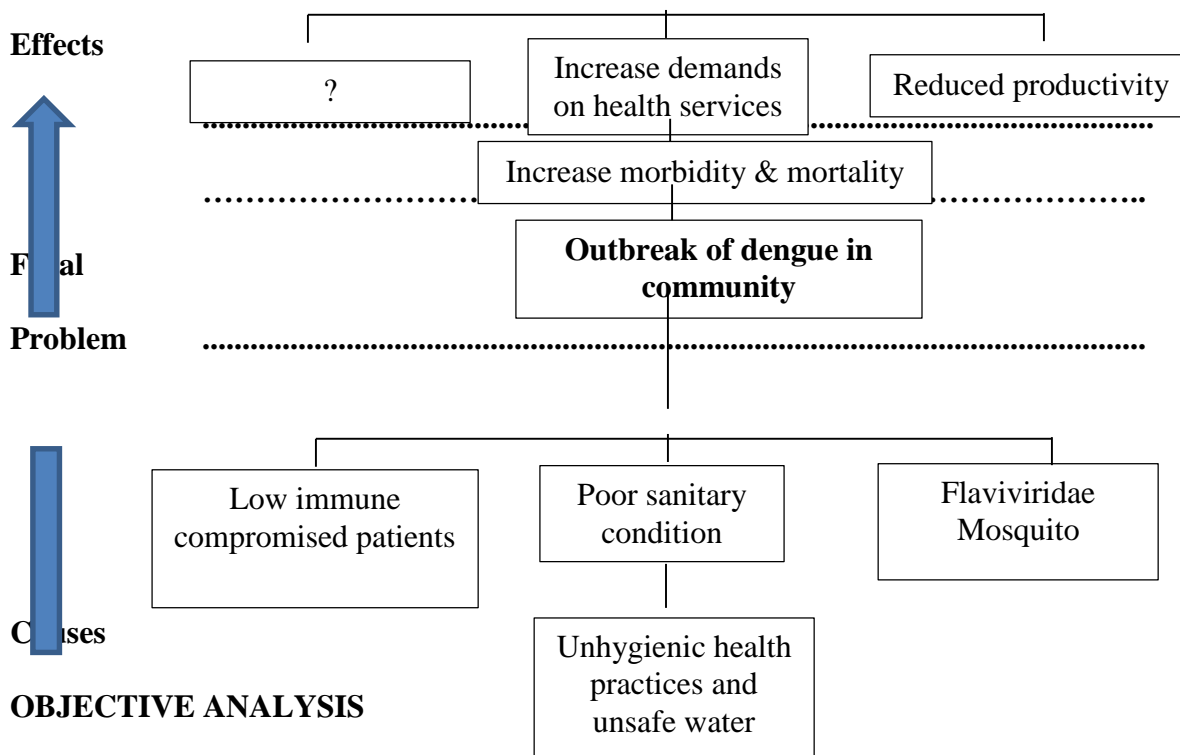 Effects
?
Increase demands
on health services
Reduced productivity
Increase morbidity & mortality
Outbreak of dengue in
community
Problem
Low immune
compromised patients
Poor sanitary
condition
Flaviviridae
Mosquito
Unhygienic health
practices and
unsafe water
OBJECTIVE ANALYSIS